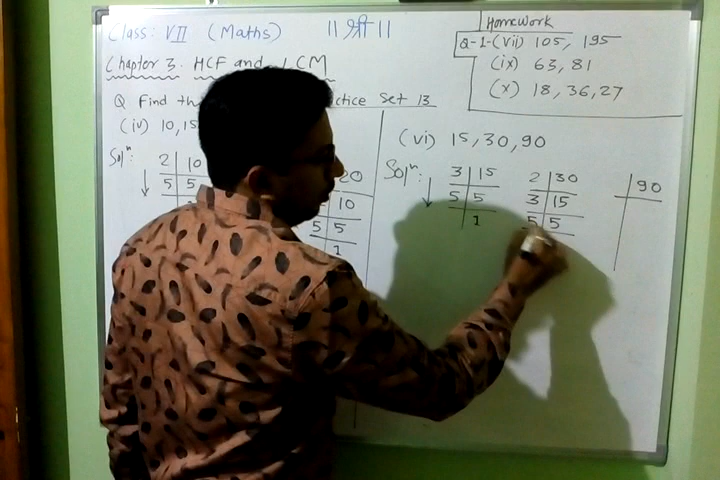 Class: VII (Maths) ॥ श्री ॥
Chapter 3. HCF and LCM
Q Find th ctice Set 13
(iv) 10, 15
Solⁿ:
2 | 10
5 | 5
20
10
5 | 5
1
Homework
Q-1-(vii) 105, 195
(ix) 63, 81
(x) 18, 36, 27
(vi) 15, 30, 90
Solⁿ:
3 | 15
5 | 5
1
2 | 30
3 | 15
5 | 5
90